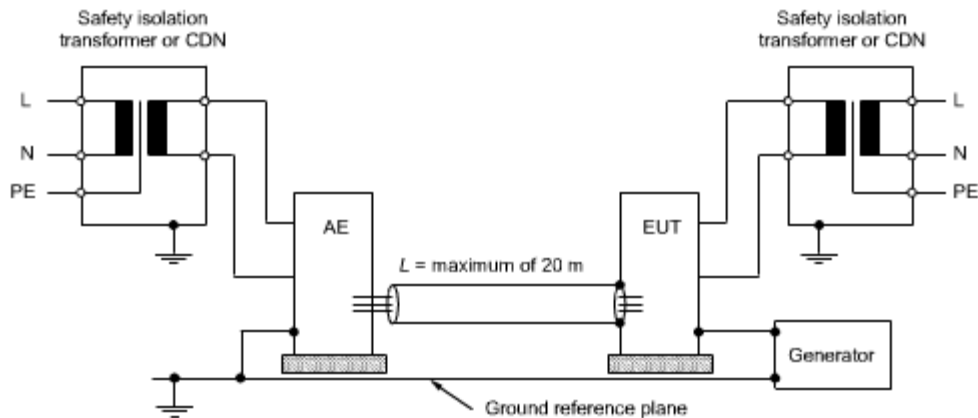 Safety isolation
transformer or CDN
Safety isolation
transformer or CDN
L
N
PE
L
N
PE
AE
EUT
L = maximum of 20 m
Generator
Ground reference plane